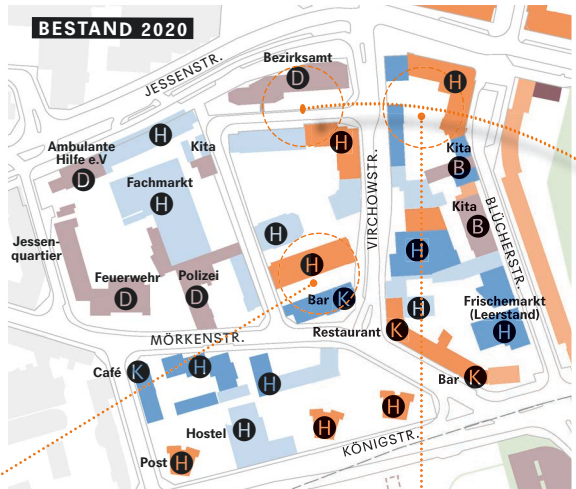 BESTAND 2020
JESSENSTR.
Bezirksamt
D
H
H
Ambulante
Hilfe e.V
D
Kita
H
Kita
B
Fachmarkt
H
VIRCHOWSTR.
Kita
B
BLÜCHERSTR.
Jessen-
quartier
H
H
H
Feuerwehr
D
Polizei
D
Bar K
H
Frischemarkt
(Leerstand)
H
Restaurant K
MÖRKENSTR.
Café K
H
H
Bar K
H
Hostel H
H
KÖNIGSTR.
Post H